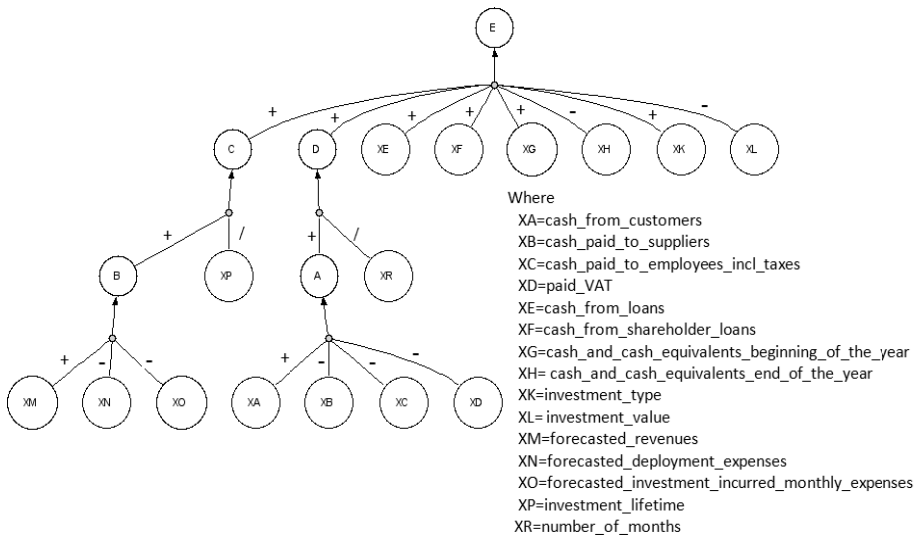 E
+ + + + + - + -
C D XE XF XG XH XK XL
+ / + /
B XP A XR
+ - - + - - -
XM XN XO XA XB XC XD
Where
XA=cash_from_customers
XB=cash_paid_to_suppliers
XC=cash_paid_to_employees_incl_taxes
XD=paid_VAT
XE=cash_from_loans
XF=cash_from_shareholder_loans
XG=cash_and_cash_equivalents_beginning_of_the_year
XH= cash_and_cash_equivalents_end_of_the_year
XK=investment_type
XL= investment_value
XM=forecasted_revenues
XN=forecasted_deployment_expenses
XO=forecasted_investment_incurred_monthly_expenses
XP=investment_lifetime
XR=number_of_months